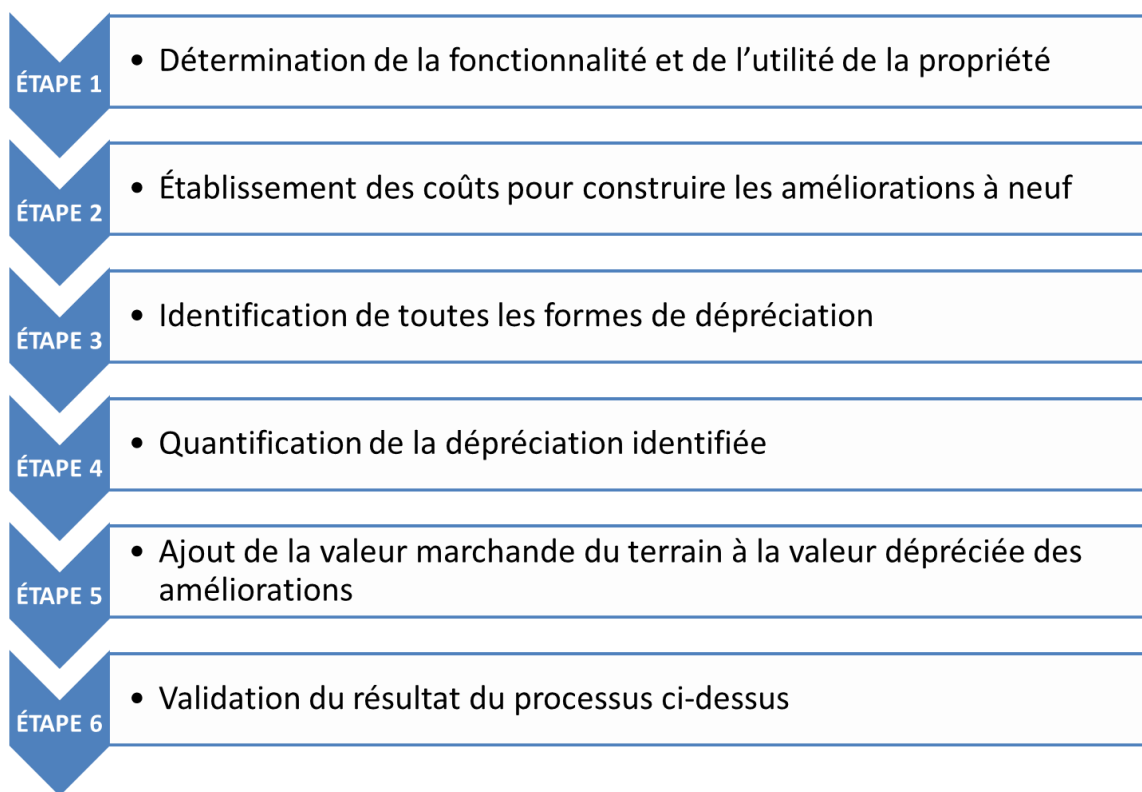 ÉTAPE 1
• Détermination de la fonctionnalité et de l’utilité de la propriété
ÉTAPE 2
• Établissement des coûts pour construire les améliorations à neuf
ÉTAPE 3
• Identification de toutes les formes de dépréciation
ÉTAPE 4
• Quantification de la dépréciation identifiée
ÉTAPE 5
• Ajout de la valeur marchande du terrain à la valeur dépréciée des
améliorations
ÉTAPE 6
• Validation du résultat du processus ci-dessus